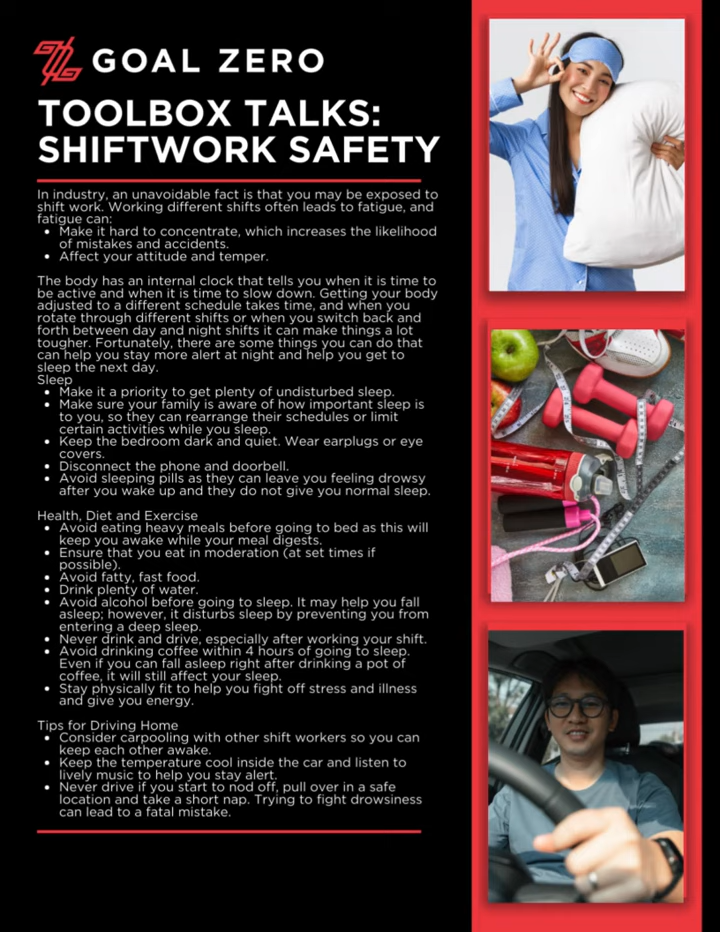 GOAL ZERO
TOOLBOX TALKS:
SHIFTWORK SAFETY
In industry, an unavoidable fact is that you may be exposed to
shift work. Working different shifts often leads to fatigue, and
fatigue can:
• Make it hard to concentrate, which increases the likelihood
of mistakes and accidents.
• Affect your attitude and temper.
The body has an internal clock that tells you when it is time to
be active and when it is time to slow down. Getting your body
adjusted to a different schedule takes time, and when you
rotate through different shifts or when you switch back and
forth between day and night shifts it can make things a lot
tougher. Fortunately, there are some things you can do that
can help you stay more alert at night and help you get to
sleep the next day.
Sleep
• Make it a priority to get plenty of undisturbed sleep.
• Make sure your family is aware of how important sleep is
to you, so they can rearrange their schedules or limit
certain activities while you sleep.
• Keep the bedroom dark and quiet. Wear earplugs or eye
covers.
• Disconnect the phone and doorbell.
• Avoid sleeping pills as they can leave you feeling drowsy
after you wake up and they do not give you normal sleep.
Health, Diet and Exercise
• Avoid eating heavy meals before going to bed as this will
keep you awake while your meal digests.
• Ensure that you eat in moderation (at set times if
possible).
• Avoid fatty, fast food.
• Drink plenty of water.
• Avoid alcohol before going to sleep. It may help you fall
asleep; however, it disturbs sleep by preventing you from
entering a deep sleep.
• Never drink and drive, especially after working your shift.
• Avoid drinking coffee within 4 hours of going to sleep.
Even if you can fall asleep right after drinking a pot of
coffee, it will still affect your sleep.
• Stay physically fit to help you fight off stress and illness
and give you energy.
Tips for Driving Home
• Consider carpooling with other shift workers so you can
keep each other awake.
• Keep the temperature cool inside the car and listen to
lively music to help you stay alert.
• Never drive if you start to nod off, pull over in a safe
location and take a short nap. Trying to fight drowsiness
can lead to a fatal mistake.